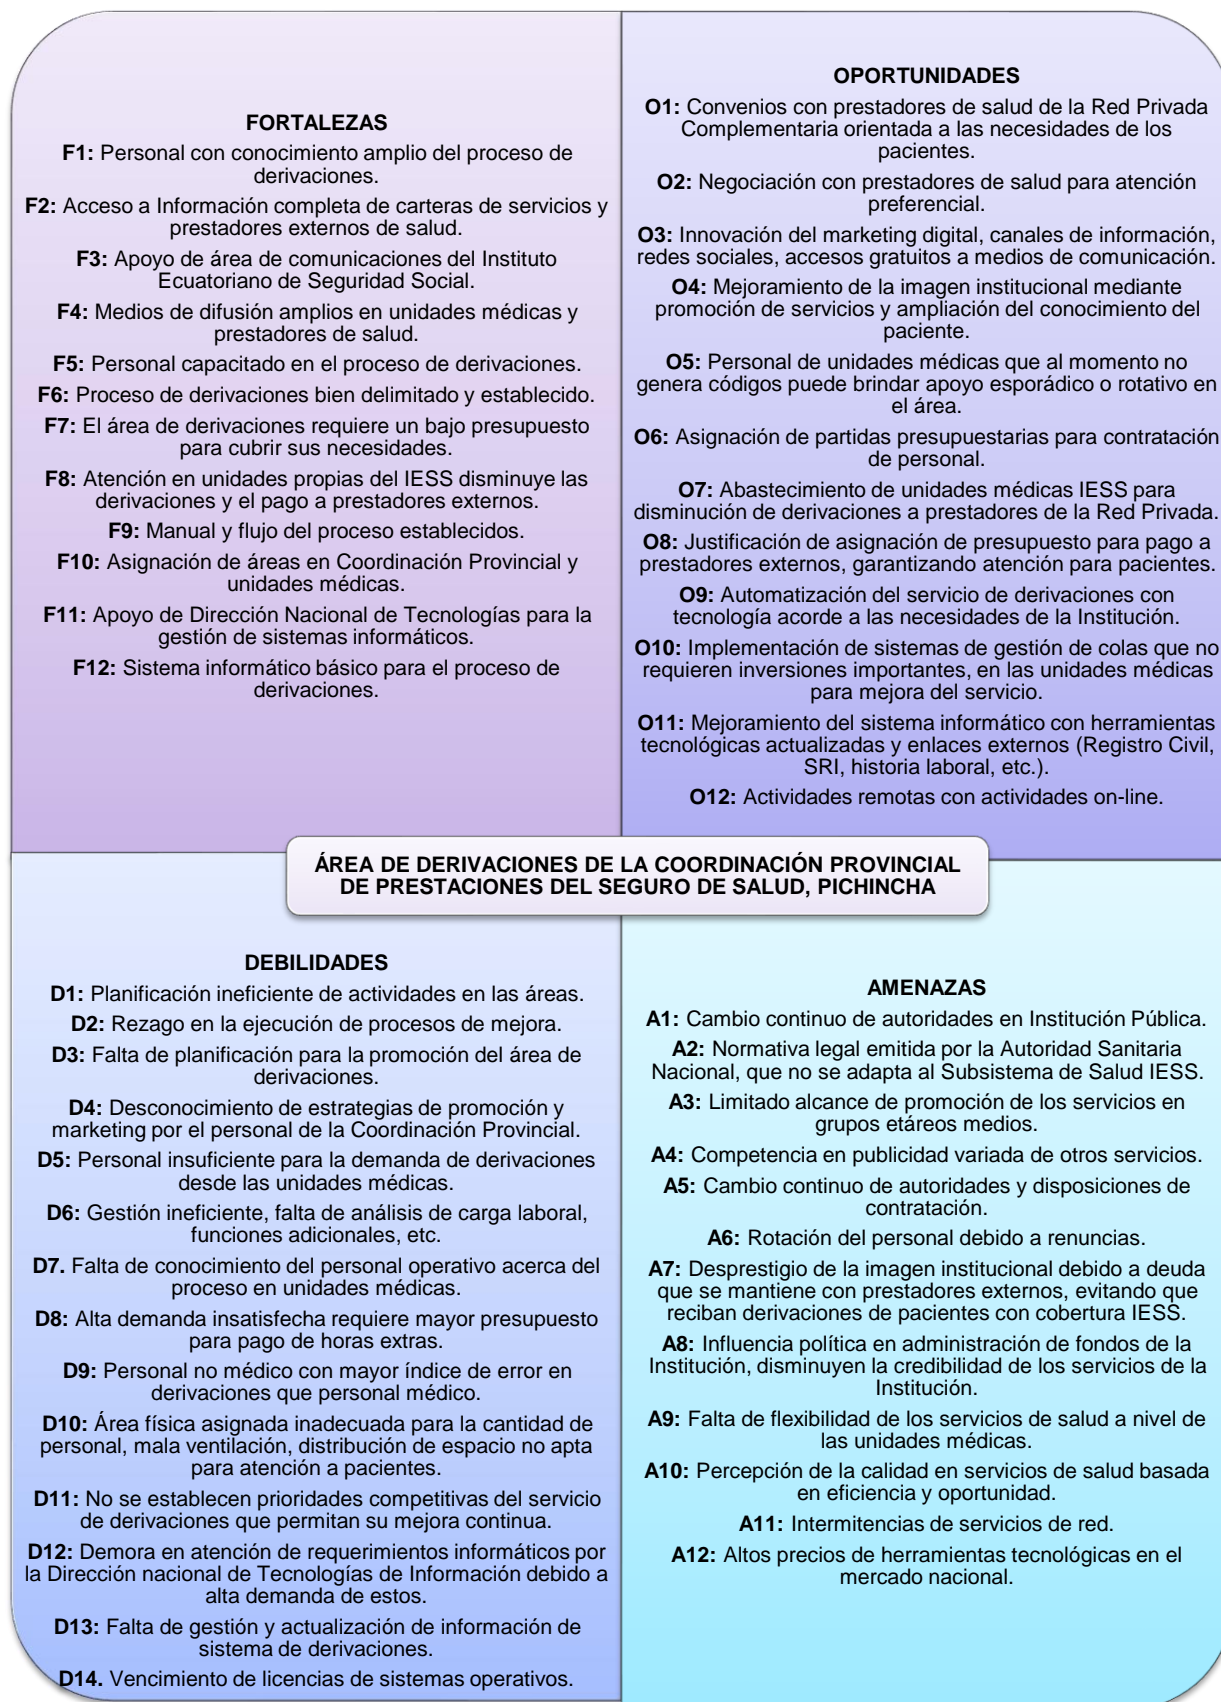 FORTALEZAS
F1: Personal con conocimiento amplio del proceso de
derivaciones.
F2: Acceso a Información completa de carteras de servicios y
prestadores externos de salud.
F3: Apoyo de área de comunicaciones del Instituto
Ecuatoriano de Seguridad Social.
F4: Medios de difusión amplios en unidades médicas y
prestadores de salud.
F5: Personal capacitado en el proceso de derivaciones.
F6: Proceso de derivaciones bien delimitado y establecido.
F7: El área de derivaciones requiere un bajo presupuesto
para cubrir sus necesidades.
F8: Atención en unidades propias del IESS disminuye las
derivaciones y el pago a prestadores externos.
F9: Manual y flujo del proceso establecidos.
F10: Asignación de áreas en Coordinación Provincial y
unidades médicas.
F11: Apoyo de Dirección Nacional de Tecnologías para la
gestión de sistemas informáticos.
F12: Sistema informático básico para el proceso de
derivaciones.
OPORTUNIDADES
O1: Convenios con prestadores de salud de la Red Privada
Complementaria orientada a las necesidades de los
pacientes.
O2: Negociación con prestadores de salud para atención
preferencial.
O3: Innovación del marketing digital, canales de información,
redes sociales, accesos gratuitos a medios de comunicación.
O4: Mejoramiento de la imagen institucional mediante
promoción de servicios y ampliación del conocimiento del
paciente.
O5: Personal de unidades médicas que al momento no
genera códigos puede brindar apoyo esporádico o rotativo en
el área.
O6: Asignación de partidas presupuestarias para contratación
de personal.
O7: Abastecimiento de unidades médicas IESS para
disminución de derivaciones a prestadores de la Red Privada.
O8: Justificación de asignación de presupuesto para pago a
prestadores externos, garantizando atención para pacientes.
O9: Automatización del servicio de derivaciones con
tecnología acorde a las necesidades de la Institución.
O10: Implementación de sistemas de gestión de colas que no
requieren inversiones importantes, en las unidades médicas
para mejora del servicio.
O11: Mejoramiento del sistema informático con herramientas
tecnológicas actualizadas y enlaces externos (Registro Civil,
SRI, historia laboral, etc.).
O12: Actividades remotas con actividades on-line.
ÁREA DE DERIVACIONES DE LA COORDINACIÓN PROVINCIAL
DE PRESTACIONES DEL SEGURO DE SALUD, PICHINCHA
DEBILIDADES
D1: Planificación ineficiente de actividades en las áreas.
D2: Rezago en la ejecución de procesos de mejora.
D3: Falta de planificación para la promoción del área de
derivaciones.
D4: Desconocimiento de estrategias de promoción y
marketing por el personal de la Coordinación Provincial.
D5: Personal insuficiente para la demanda de derivaciones
desde las unidades médicas.
D6: Gestión ineficiente, falta de análisis de carga laboral,
funciones adicionales, etc.
D7. Falta de conocimiento del personal operativo acerca del
proceso en unidades médicas.
D8: Alta demanda insatisfecha requiere mayor presupuesto
para pago de horas extras.
D9: Personal no médico con mayor índice de error en
derivaciones que personal médico.
D10: Área física asignada inadecuada para la cantidad de
personal, mala ventilación, distribución de espacio no apta
para atención a pacientes.
D11: No se establecen prioridades competitivas del servicio
de derivaciones que permitan su mejora continua.
D12: Demora en atención de requerimientos informáticos por
la Dirección nacional de Tecnologías de Información debido a
alta demanda de estos.
D13: Falta de gestión y actualización de información de
sistema de derivaciones.
D14. Vencimiento de licencias de sistemas operativos.
AMENAZAS
A1: Cambio continuo de autoridades en Institución Pública.
A2: Normativa legal emitida por la Autoridad Sanitaria
Nacional, que no se adapta al Subsistema de Salud IESS.
A3: Limitado alcance de promoción de los servicios en
grupos etáreos medios.
A4: Competencia en publicidad variada de otros servicios.
A5: Cambio continuo de autoridades y disposiciones de
contratación.
A6: Rotación del personal debido a renuncias.
A7: Desprestigio de la imagen institucional debido a deuda
que se mantiene con prestadores externos, evitando que
reciban derivaciones de pacientes con cobertura IESS.
A8: Influencia política en administración de fondos de la
Institución, disminuyen la credibilidad de los servicios de la
Institución.
A9: Falta de flexibilidad de los servicios de salud a nivel de
las unidades médicas.
A10: Percepción de la calidad en servicios de salud basada
en eficiencia y oportunidad.
A11: Intermitencias de servicios de red.
A12: Altos precios de herramientas tecnológicas en el
mercado nacional.